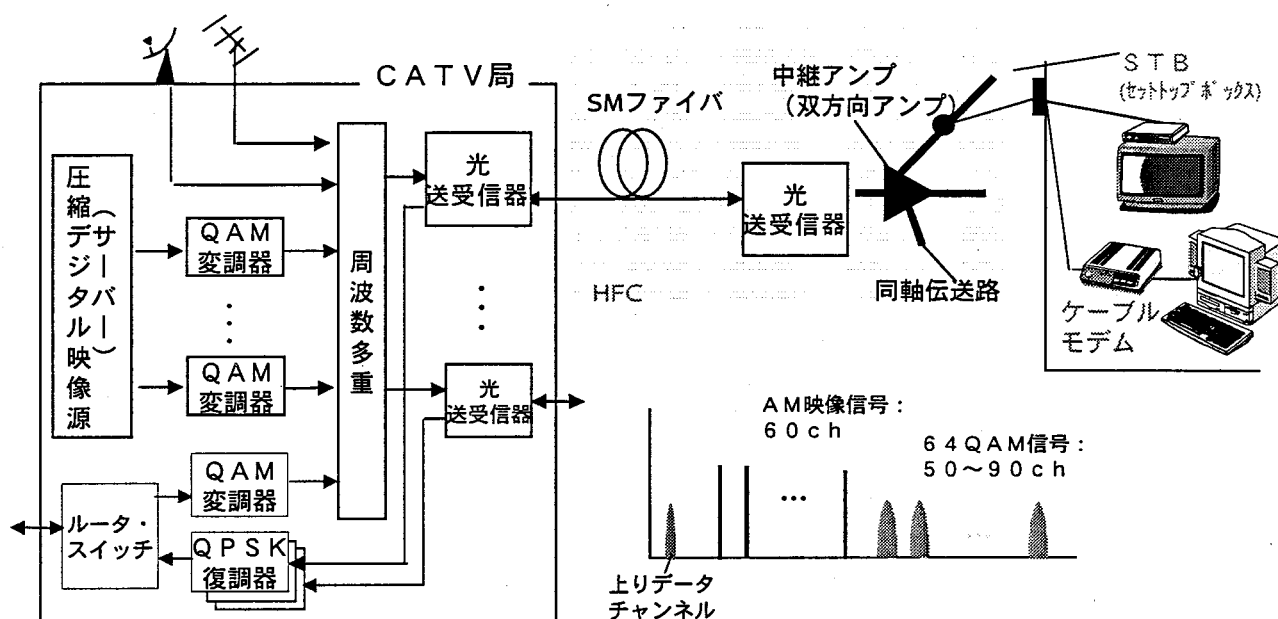 CATV局
圧縮デジタル映像源
(サーバー)
QAM
変調器
QAM
変調器
QAM
変調器
QPSK
復調器
ルータ・
スイッチ
周波数多重
光
送受信器
光
送受信器
SMファイバ
HFC
光
送受信器
中継アンプ
(双方向アンプ)
同軸伝送路
STB
(セットトップボックス)
ケーブル
モデム
AM映像信号:
60ch
64QAM信号:
50~90ch
上りデータ
チャンネル